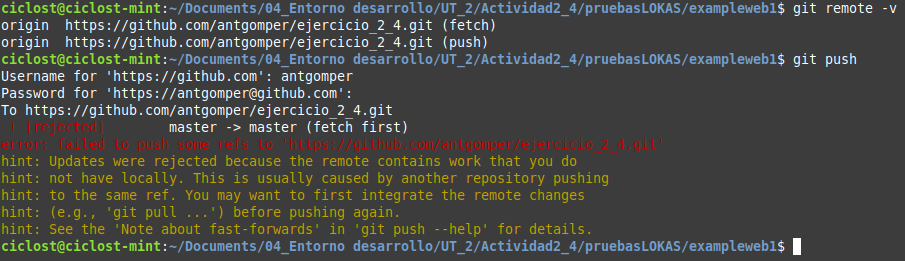 ciclost@ciclost-mint:~/Documents/04_Entorno desarrollo/UT_2/Actividad2_4/pruebasLOKAS/exampleweb1$ git remote -v
origin  https://github.com/antgomper/ejercicio_2_4.git (fetch)
origin  https://github.com/antgomper/ejercicio_2_4.git (push)
ciclost@ciclost-mint:~/Documents/04_Entorno desarrollo/UT_2/Actividad2_4/pruebasLOKAS/exampleweb1$ git push
Username for 'https://github.com': antgomper
Password for 'https://antgomper@github.com':
To https://github.com/antgomper/ejercicio_2_4.git
 ! [rejected]        master -> master (fetch first)
error: failed to push some refs to 'https://github.com/antgomper/ejercicio_2_4.git'
hint: Updates were rejected because the remote contains work that you do
hint: not have locally. This is usually caused by another repository pushing
hint: to the same ref. You may want to first integrate the remote changes
hint: (e.g., 'git pull ...') before pushing again.
hint: See the 'Note about fast-forwards' in 'git push --help' for details.
ciclost@ciclost-mint:~/Documents/04_Entorno desarrollo/UT_2/Actividad2_4/pruebasLOKAS/exampleweb1$